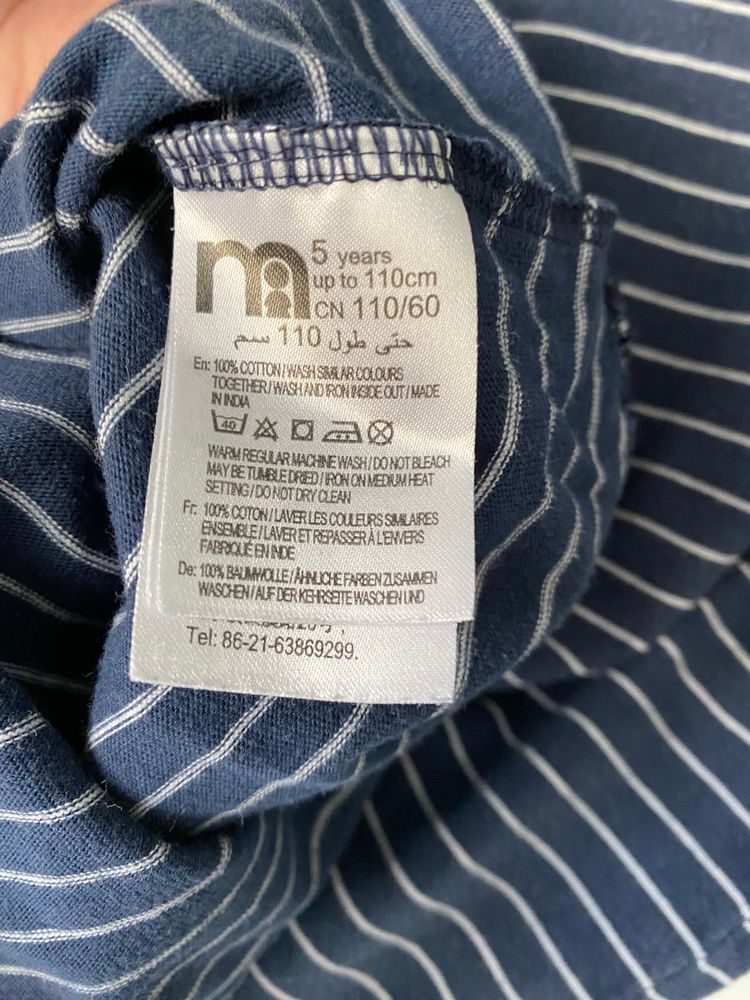 5 years
up to 110cm
CN 110/60
حتى طول 110 سم
En: 100% COTTON / WASH SIMILAR COLOURS
TOGETHER / WASH AND IRON INSIDE OUT / MADE
IN INDIA
40
WARM REGULAR MACHINE WASH / DO NOT BLEACH
MAY BE TUMBLE DRIED / IRON ON MEDIUM HEAT
SETTING / DO NOT DRY CLEAN
Fr: 100% COTON / LAVER LES COULEURS SIMILAIRES
ENSEMBLE / LAVER ET REPASSER À L'ENVERS
FABRIQUÉ EN INDE
De: 100% BAUMWOLLE / ÄHNLICHE FARBEN ZUSAMMEN
WASCHEN / AUF DER KEHRSEITE WASCHEN UND
Tel: 86-21-63869299.